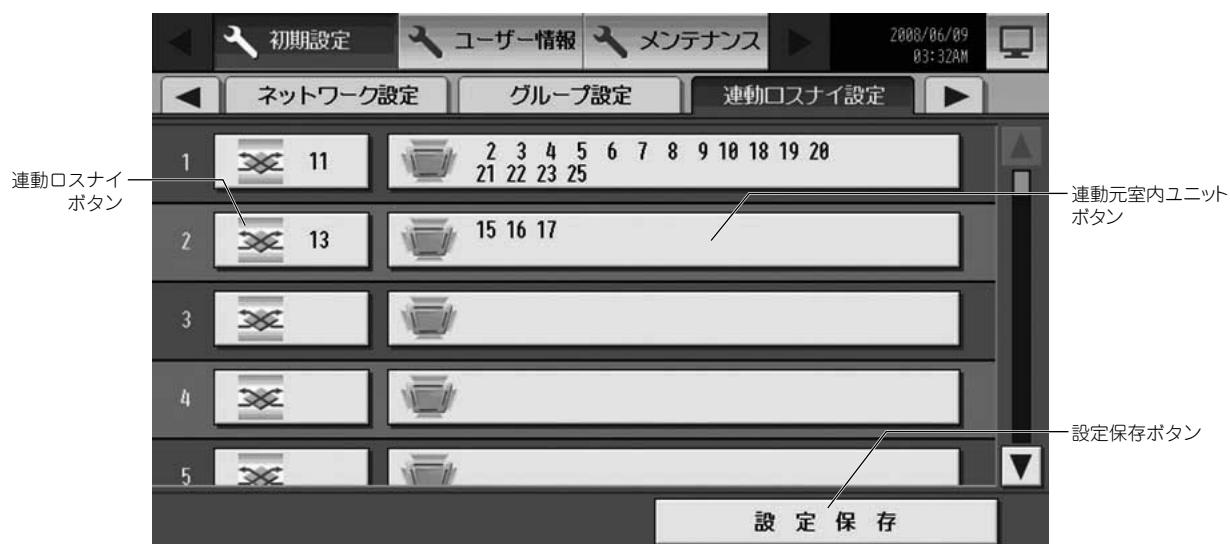 初期設定
ユーザー情報
メンテナンス
2008/06/09
03:32AM
ネットワーク設定
グループ設定
連動ロスナイ設定
1
11
2 3 4 5 6 7 8 9 10 18 19 20
21 22 23 25
連動ロスナイ
ボタン
連動元室内ユニット
ボタン
2
13
15 16 17
3
4
設定保存ボタン
5
設定保存